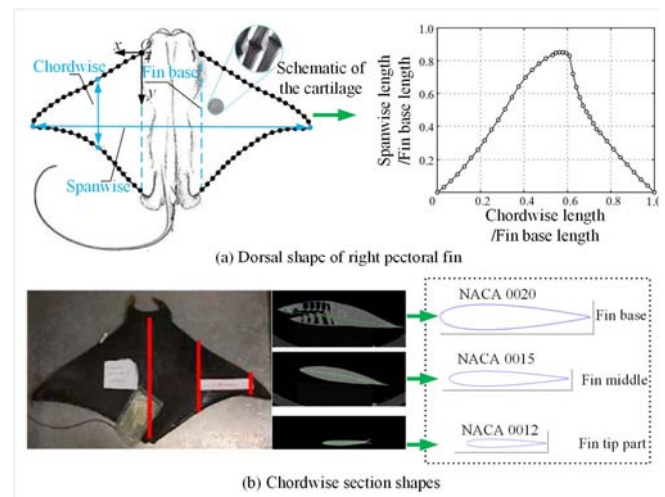 x
y
Chordwise
Fin base
Spanwise
Schematic of
the cartilage
Spanwise length
/Fin base length
1.0
0.8
0.6
0.4
0.2
0 0.2 0.4 0.6 0.8 1.0
Chordwise length
/Fin base length
(a) Dorsal shape of right pectoral fin
NACA 0020
Fin base
NACA 0015
Fin middle
NACA 0012
Fin tip part
(b) Chordwise section shapes